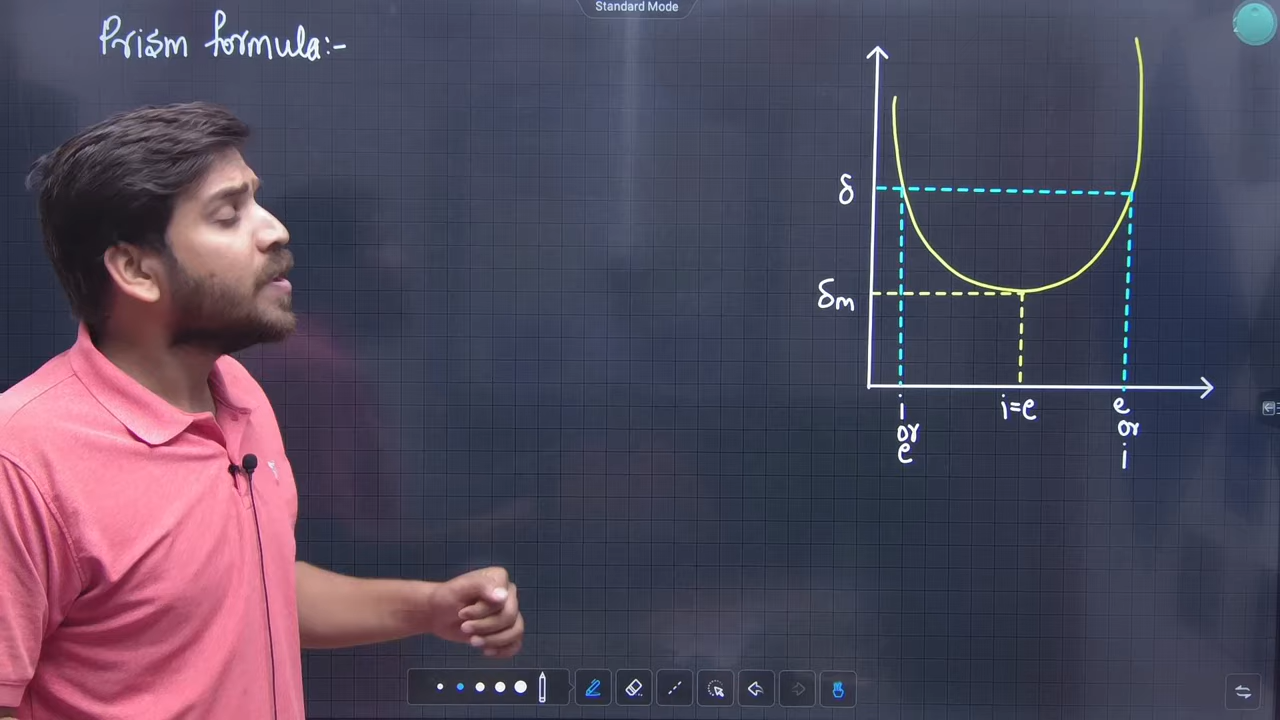 Standard Mode
Prism formula:-
δ
δm
i
or
e
i=e
e
or
i